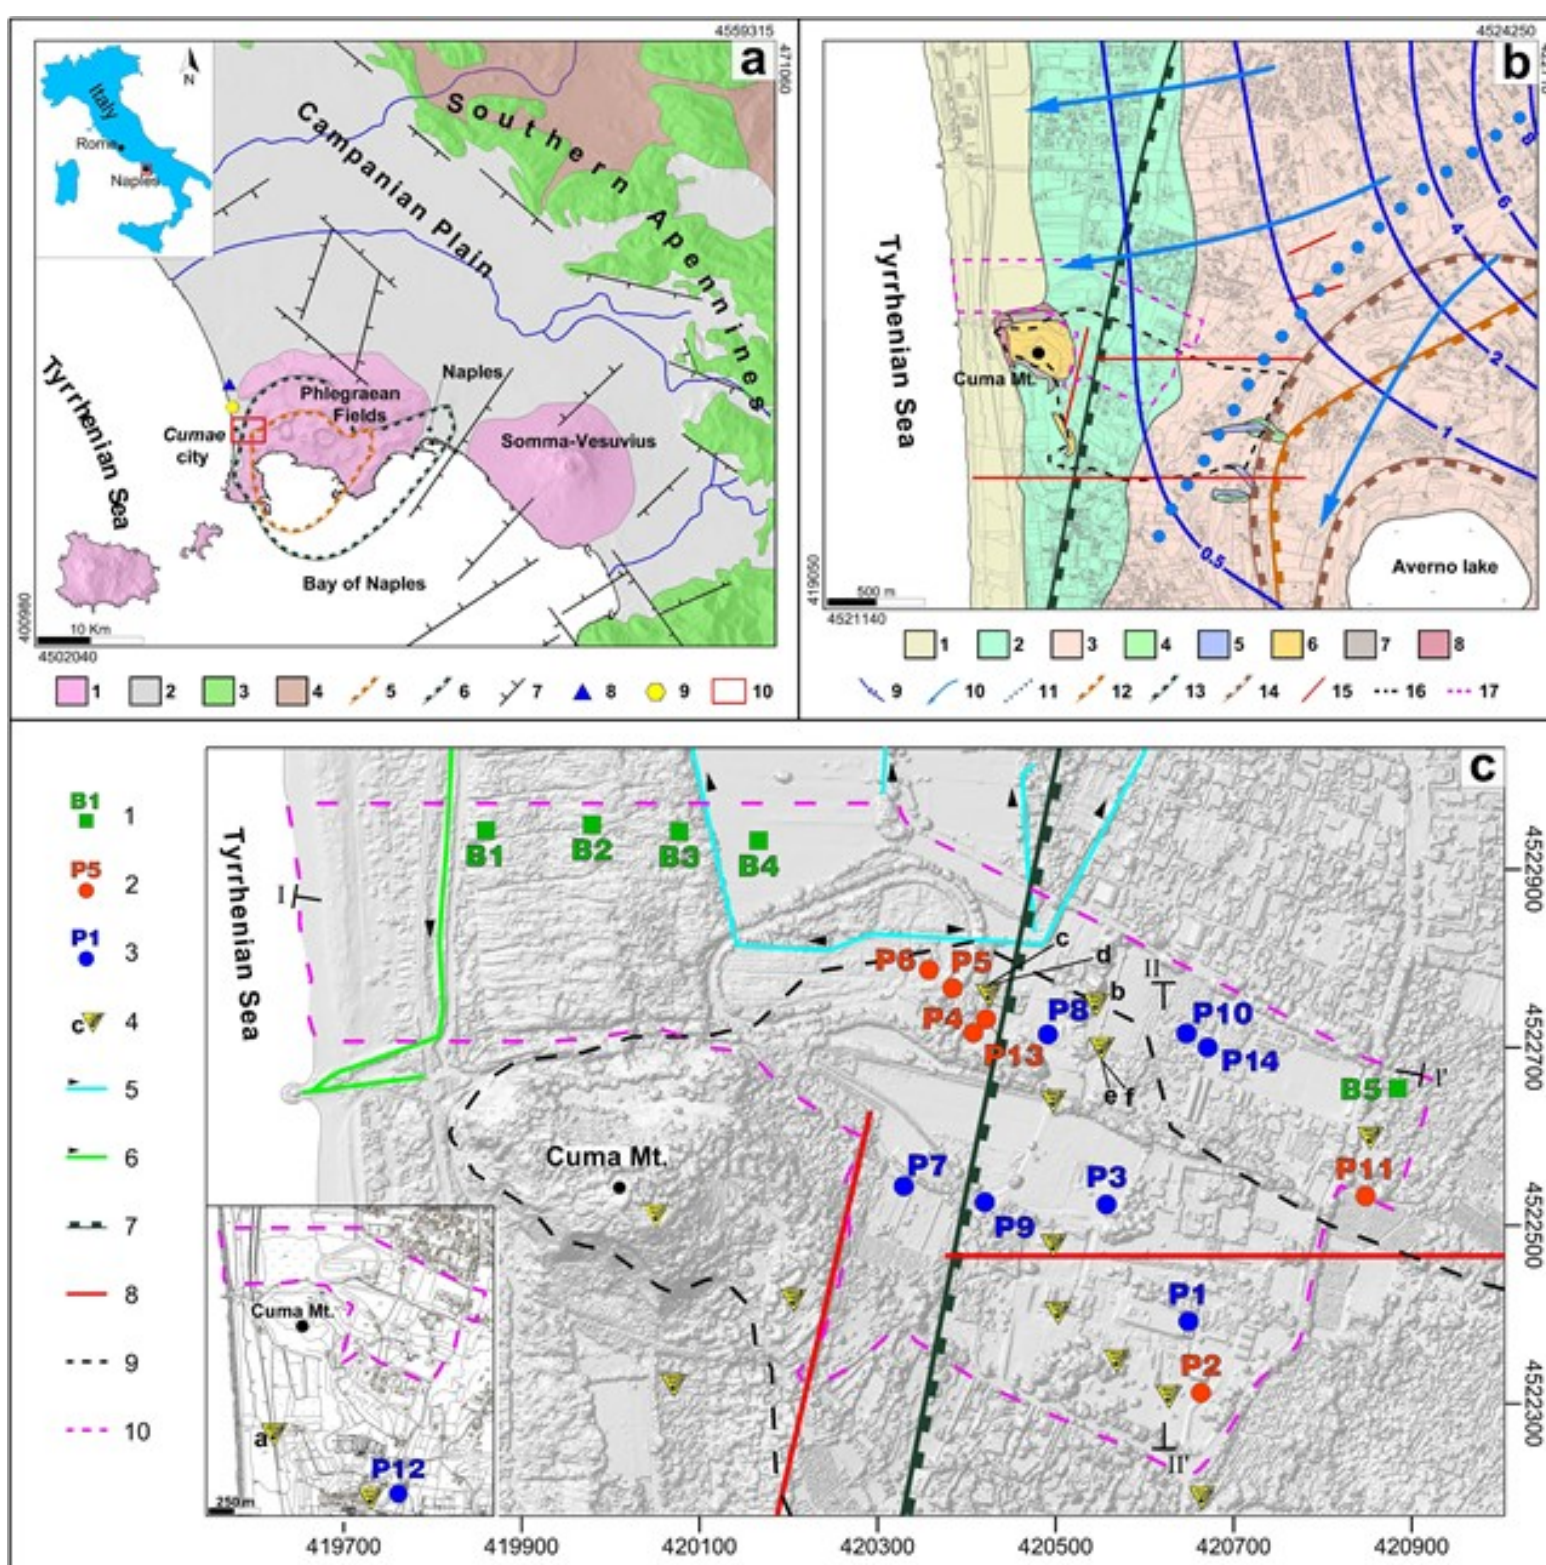 4559315
a
471060
N
Italy
Rome
Naples
Southern Apennines
Campanian Plain
Tyrrhenian Sea
Naples
Phlegraean
Fields
Cumae
city
Somma-Vesuvius
Bay of Naples
400980
10 Km
4502040
1 2 3 4 5 6 7 8 9 10
4524250
b
Tyrrhenian Sea
Cuma Mt.
8
6
4
2
1
0.5
Averno lake
419050
500 m
4521140
1 2 3 4 5 6 7 8
9 10 11 12 13 14 15 16 17
c
B1 1
P5 2
P1 3
c 4
5
6
7
8
9
10
Tyrrhenian Sea
I
B1
B2
B3
B4
c
d
P6
P5
II
b
P4
P8
P10
P13
P14
I'
e f
B5
Cuma Mt.
P7
P3
P11
P9
P1
P2
II'
Cuma Mt.
a
P12
250 m
4522900
4522700
4522500
4522300
419700 419900 420100 420300 420500 420700 420900